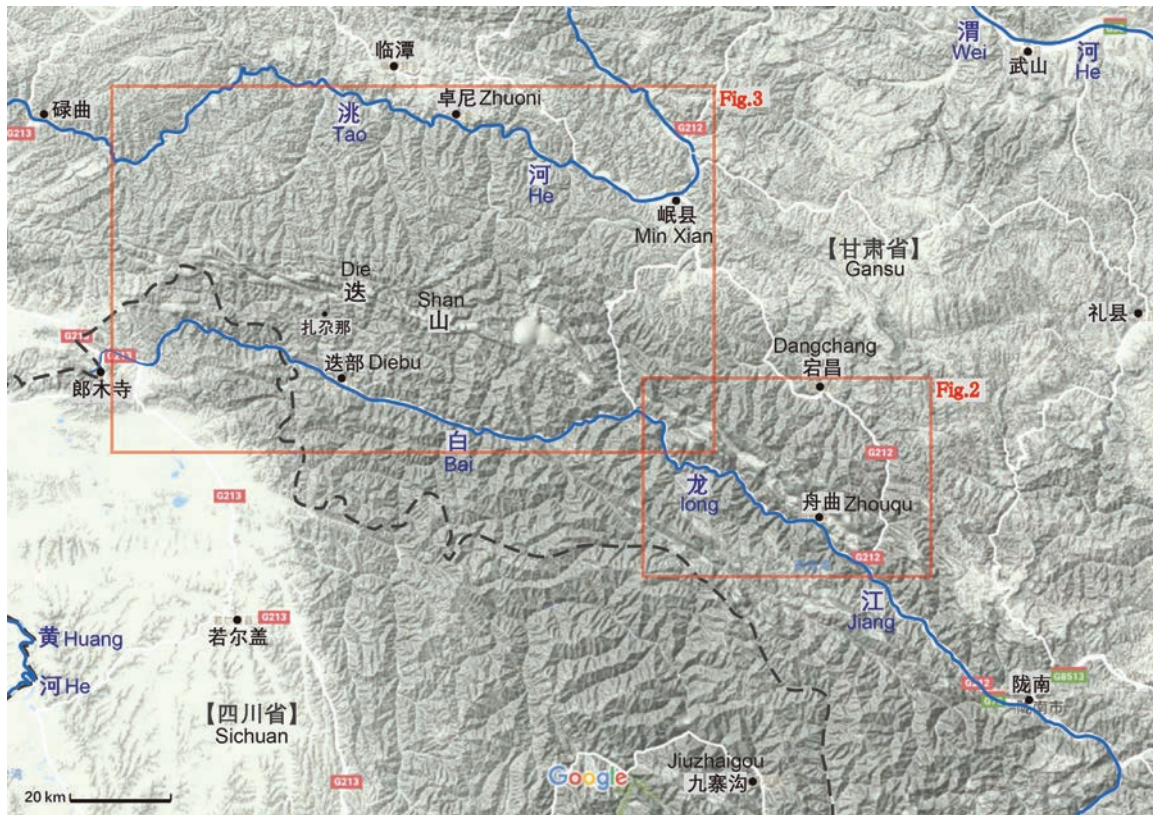 渭
Wei
河
He
武山
临潭
碌曲
G213
洮
Tao
卓尼 Zhuoni
Fig.3
G212
河
He
岷县
Min Xian
【甘肃省】
Gansu
Die
迭
Shan
山
扎尕那
礼县
郎木寺
迭部 Diebu
Dangchang
宕昌
Fig.2
白
Bai
G212
龙
long
G213
舟曲 Zhouqu
G212
江
Jiang
G213
若尔盖
黄 Huang
河 He
G8513
陇南
陇南市
【四川省】
Sichuan
Jiuzhaigou
九寨沟
Google
G213
20 km